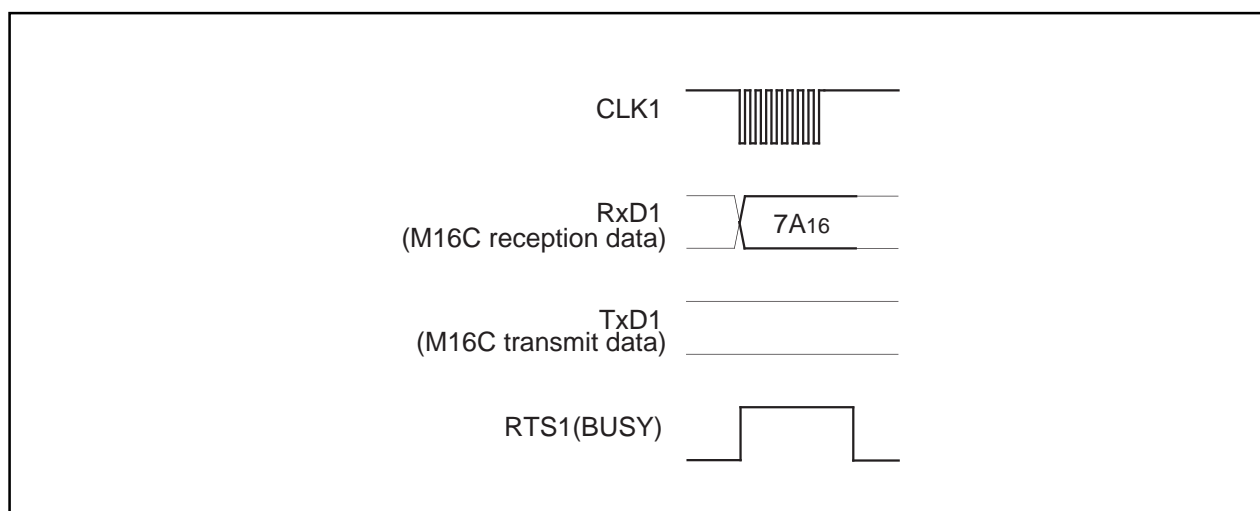 CLK1
RxD1
(M16C reception data)
7A16
TxD1
(M16C transmit data)
RTS1(BUSY)